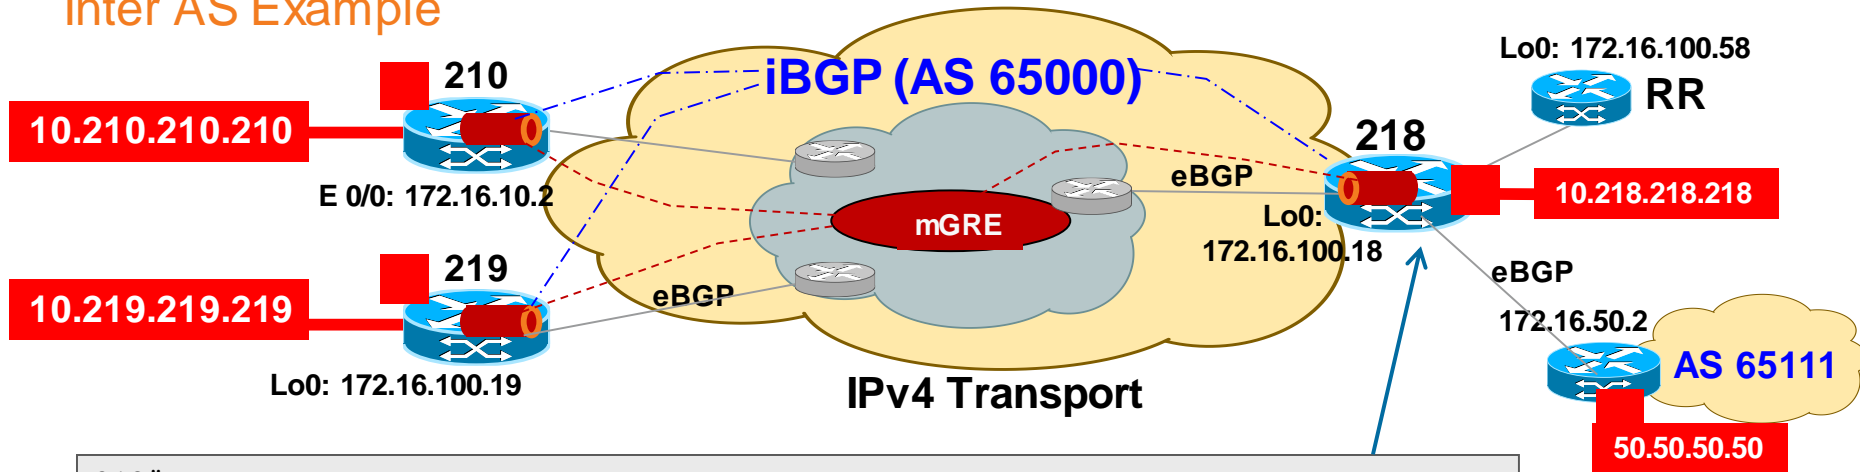 Inter AS Example
210
10.210.210.210
E 0/0: 172.16.10.2
219
10.219.219.219
Lo0: 172.16.100.19
iBGP (AS 65000)
mGRE
eBGP
eBGP
IPv4 Transport
Lo0: 172.16.100.58
RR
218
10.218.218.218
Lo0:
172.16.100.18
eBGP
172.16.50.2
AS 65111
50.50.50.50